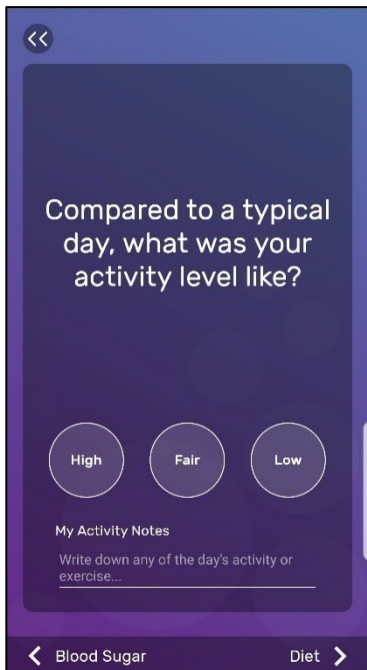 Compared to a typical
day, what was your
activity level like?
High Fair Low
My Activity Notes
Write down any of the day's activity or
exercise...
Blood Sugar Diet